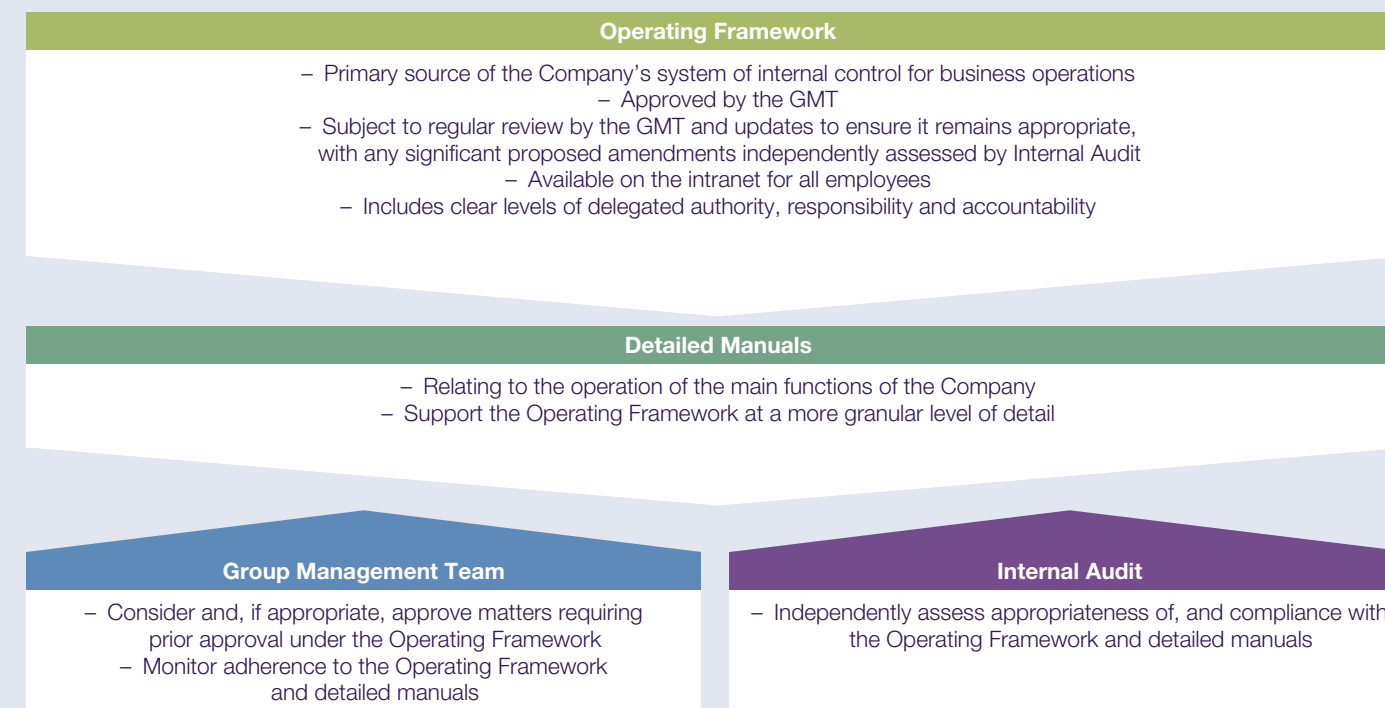 Operating Framework
– Primary source of the Company’s system of internal control for business operations
– Approved by the GMT
– Subject to regular review by the GMT and updates to ensure it remains appropriate,
with any significant proposed amendments independently assessed by Internal Audit
– Available on the intranet for all employees
– Includes clear levels of delegated authority, responsibility and accountability
Detailed Manuals
– Relating to the operation of the main functions of the Company
– Support the Operating Framework at a more granular level of detail
Group Management Team
– Consider and, if appropriate, approve matters requiring
prior approval under the Operating Framework
– Monitor adherence to the Operating Framework
and detailed manuals
Internal Audit
– Independently assess appropriateness of, and compliance with
the Operating Framework and detailed manuals